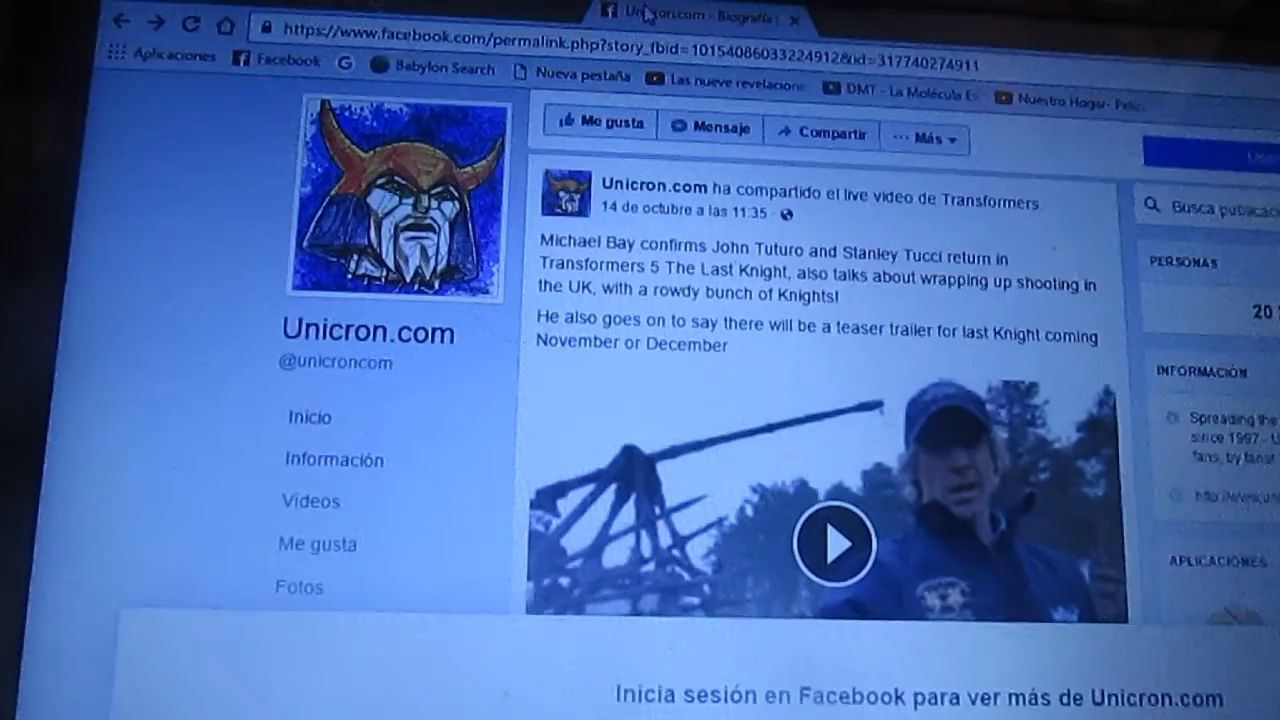 Unicron.com - Biografía
https://www.facebook.com/permalink.php?story_fbid=10154086033224912&id=317740274911
Aplicaciones Facebook Babylon Search Nueva pestaña Las nueve revelacione DMT - La Molécula Es Nuestro Hogar- Pelíc
Me gusta Mensaje Compartir ··· Más
Unicron.com ha compartido el live video de Transformers.
14 de octubre a las 11:35
Busca publicac
Michael Bay confirms John Tuturo and Stanley Tucci return in
Transformers 5 The Last Knight, also talks about wrapping up shooting in
the UK, with a rowdy bunch of Knights!
He also goes on to say there will be a teaser trailer for last Knight coming
November or December
PERSONAS
20
INFORMACIÓN
Spreading the
since 1997 - U
fans, by fans!
APLICACIONES
Unicron.com
@unicroncom
Inicio
Información
Videos
Me gusta
Fotos
Inicia sesión en Facebook para ver más de Unicron.com